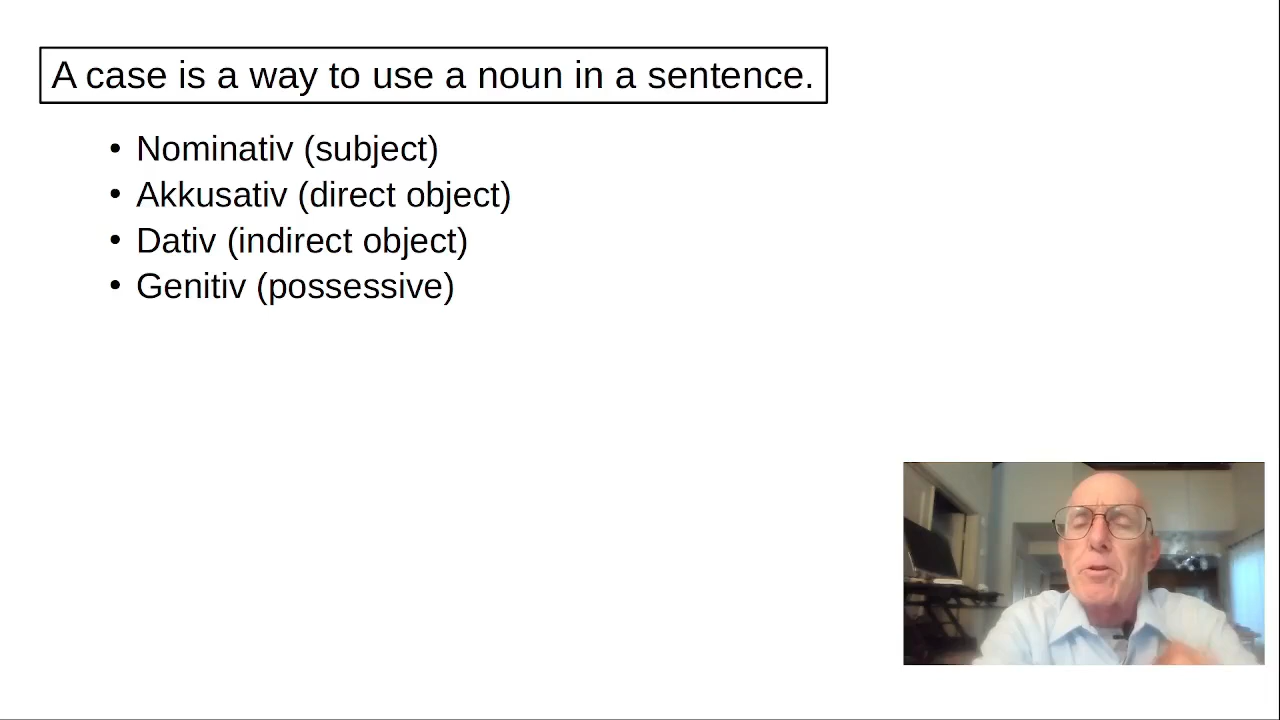 A case is a way to use a noun in a sentence.
• Nominativ (subject)
• Akkusativ (direct object)
• Dativ (indirect object)
• Genitiv (possessive)